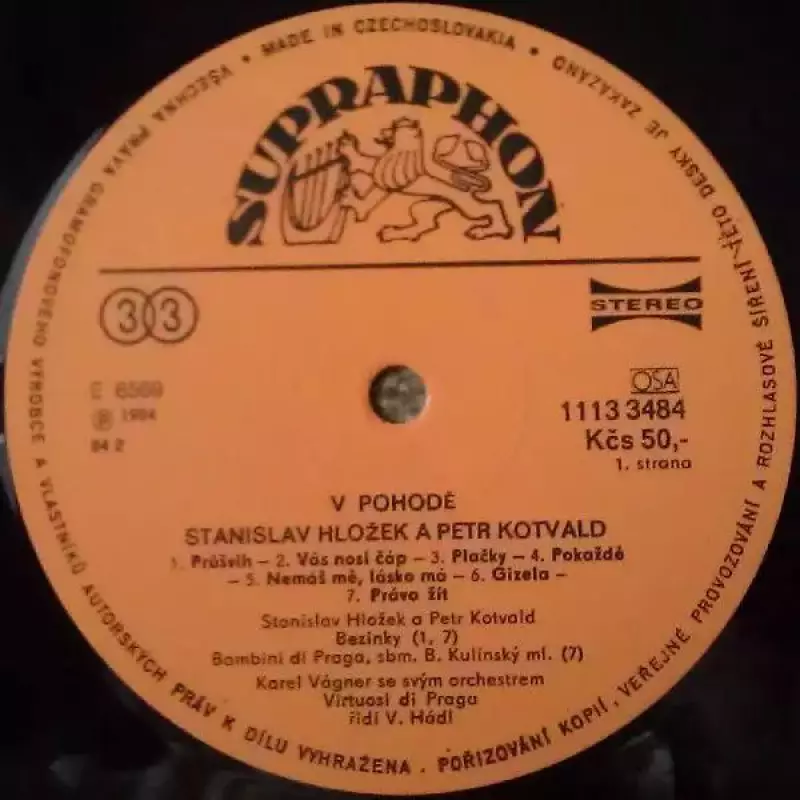 VŠECHNA PRÁVA GRAMOFONOVÉHO VÝROBCE A VLASTNÍKŮ AUTORSKÝCH PRÁV K DÍLU VYHRAŽENA . POŘIZOVÁNÍ KOPIÍ, VEŘEJNÉ PROVOZOVÁNÍ A ROZHLASOVÉ ŠÍŘENÍ TÉTO DESKY JE ZAKÁZÁNO • MADE IN CZECHOSLOVAKIA •
SUPRAPHON
33
STEREO
OSA
1113 3484
Kčs 50,-
1. strana
Ⓟ 1984
84 2
V POHODĚ
STANISLAV HLOŽEK A PETR KOTVALD
1. Průšvih – 2. Vás nosí čáp – 3. Plačky – 4. Pokaždé
– 5. Nemáš mě, lásko má – 6. Gizela –
7. Právo žít
Stanislav Hložek a Petr Kotvald
Bezinky (1, 7)
Bambini di Praga, sbm. B. Kulínský ml. (7)
Karel Vágner se svým orchestrem
Virtuosi di Praga
řídí V. Hádl